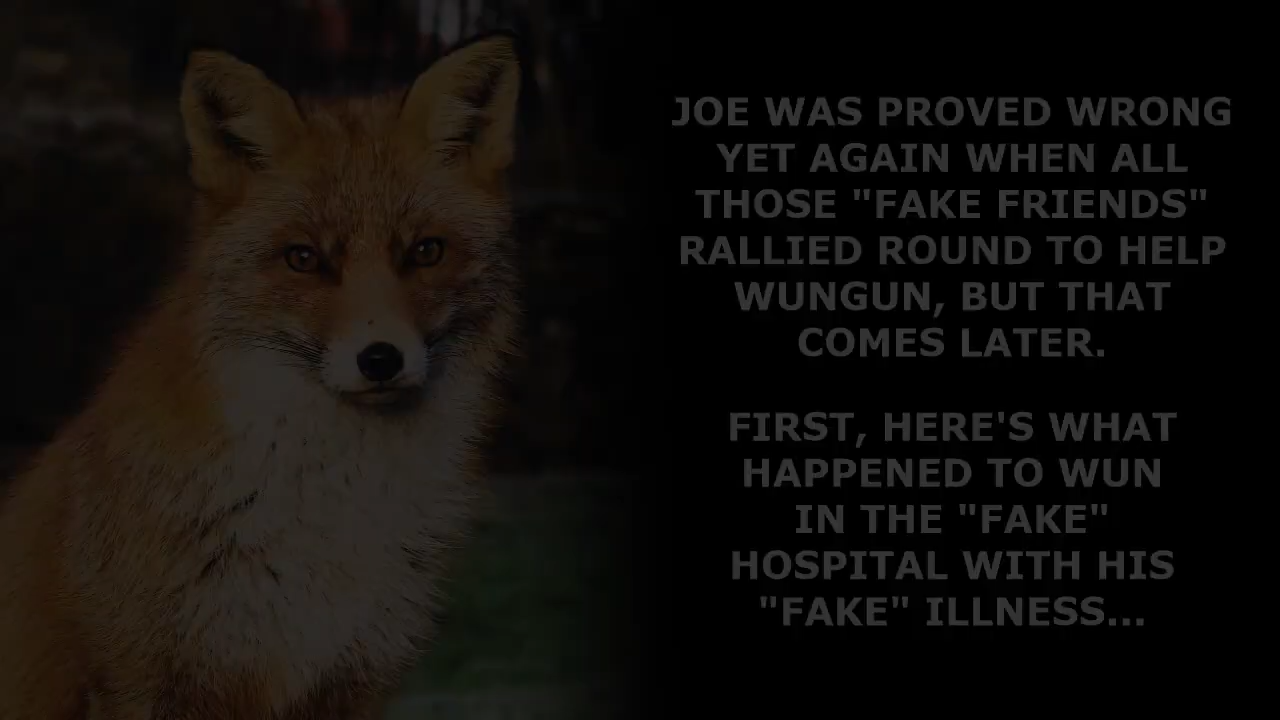 JOE WAS PROVED WRONG
YET AGAIN WHEN ALL
THOSE "FAKE FRIENDS"
RALLIED ROUND TO HELP
WUNGUN, BUT THAT
COMES LATER.
FIRST, HERE'S WHAT
HAPPENED TO WUN
IN THE "FAKE"
HOSPITAL WITH HIS
"FAKE" ILLNESS...